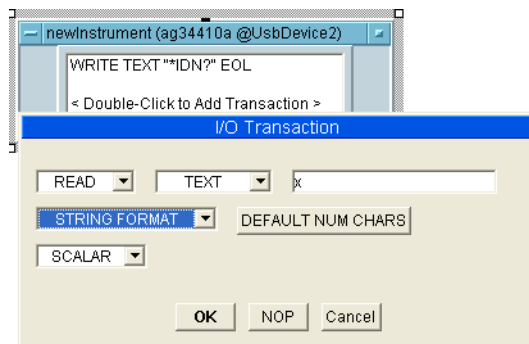 newInstrument (ag34410a @UsbDevice2)
WRITE TEXT "*IDN?" EOL
< Double-Click to Add Transaction >
I/O Transaction
READ TEXT x
STRING FORMAT DEFAULT NUM CHARS
SCALAR
OK NOP Cancel